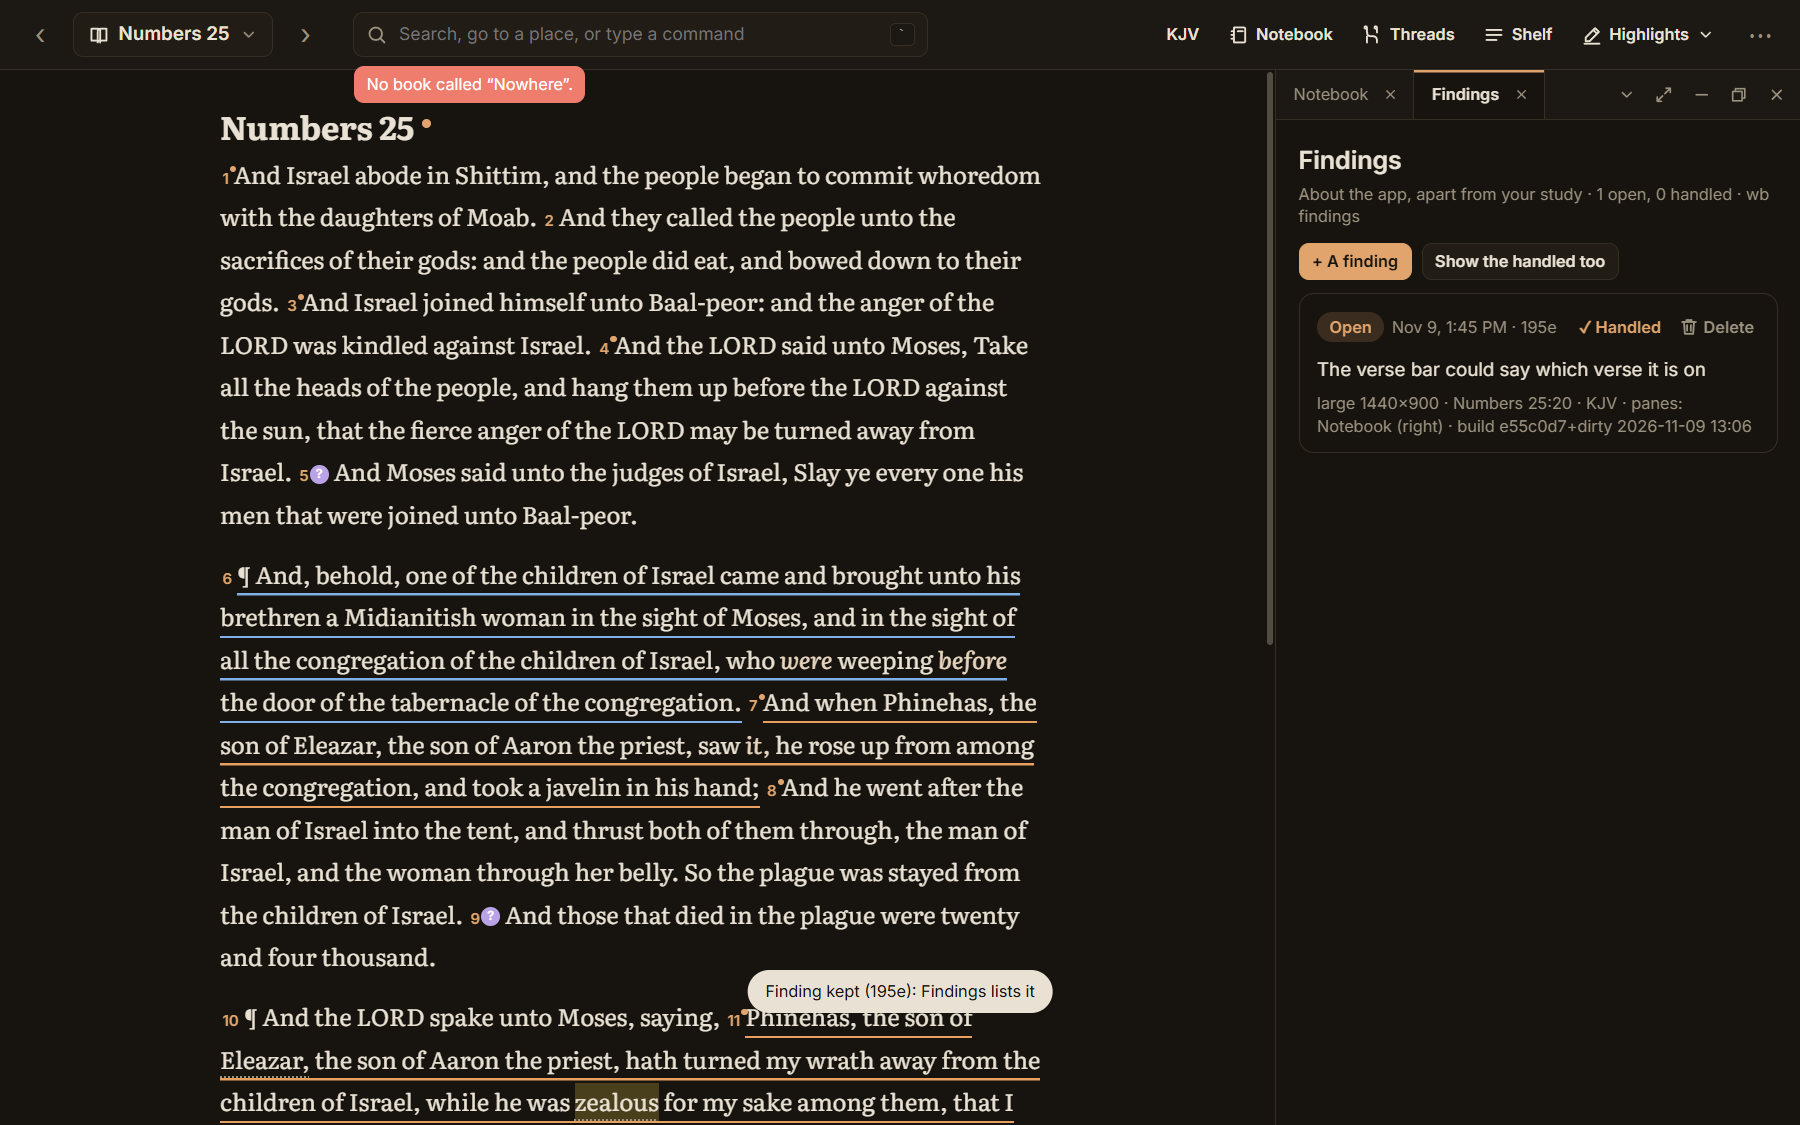 Numbers 25
Search, go to a place, or type a command
`
KJV
Notebook
Threads
Shelf
Highlights
No book called “Nowhere”.
Numbers 25
1 And Israel abode in Shittim, and the people began to commit whoredom
with the daughters of Moab. 2 And they called the people unto the
sacrifices of their gods: and the people did eat, and bowed down to their
gods. 3 And Israel joined himself unto Baal-peor: and the anger of the
LORD was kindled against Israel. 4 And the LORD said unto Moses, Take
all the heads of the people, and hang them up before the LORD against
the sun, that the fierce anger of the LORD may be turned away from
Israel. 5 ? And Moses said unto the judges of Israel, Slay ye every one his
men that were joined unto Baal-peor.
6 ¶ And, behold, one of the children of Israel came and brought unto his
brethren a Midianitish woman in the sight of Moses, and in the sight of
all the congregation of the children of Israel, who were weeping before
the door of the tabernacle of the congregation. 7 And when Phinehas, the
son of Eleazar, the son of Aaron the priest, saw it, he rose up from among
the congregation, and took a javelin in his hand; 8 And he went after the
man of Israel into the tent, and thrust both of them through, the man of
Israel, and the woman through her belly. So the plague was stayed from
the children of Israel. 9 ? And those that died in the plague were twenty
and four thousand.
10 ¶ And the LORD spake unto Moses, saying, 11 Phinehas, the son of
Eleazar, the son of Aaron the priest, hath turned my wrath away from the
children of Israel, while he was zealous for my sake among them, that I
Finding kept (195e): Findings lists it
Notebook
Findings
Findings
About the app, apart from your study · 1 open, 0 handled · wb
findings
+ A finding
Show the handled too
Open
Nov 9, 1:45 PM · 195e
✓ Handled
Delete
The verse bar could say which verse it is on
large 1440×900 · Numbers 25:20 · KJV · panes:
Notebook (right) · build e55c0d7+dirty 2026-11-09 13:06